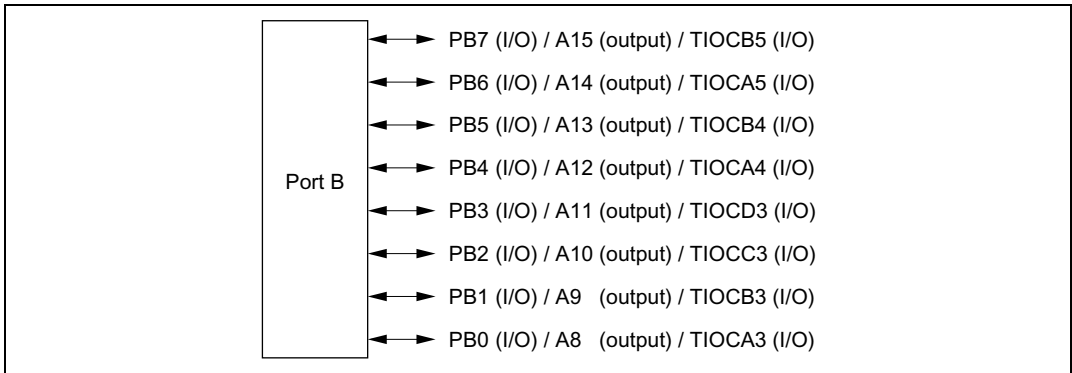 PB7 (I/O) / A15 (output) / TIOCB5 (I/O)
PB6 (I/O) / A14 (output) / TIOCA5 (I/O)
PB5 (I/O) / A13 (output) / TIOCB4 (I/O)
PB4 (I/O) / A12 (output) / TIOCA4 (I/O)
Port B
PB3 (I/O) / A11 (output) / TIOCD3 (I/O)
PB2 (I/O) / A10 (output) / TIOCC3 (I/O)
PB1 (I/O) / A9 (output) / TIOCB3 (I/O)
PB0 (I/O) / A8 (output) / TIOCA3 (I/O)